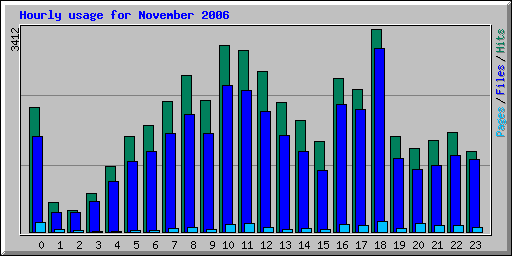 Hourly usage for November 2006
3412
Pages/Files/Hits
0 1 2 3 4 5 6 7 8 9 10 11 12 13 14 15 16 17 18 19 20 21 22 23